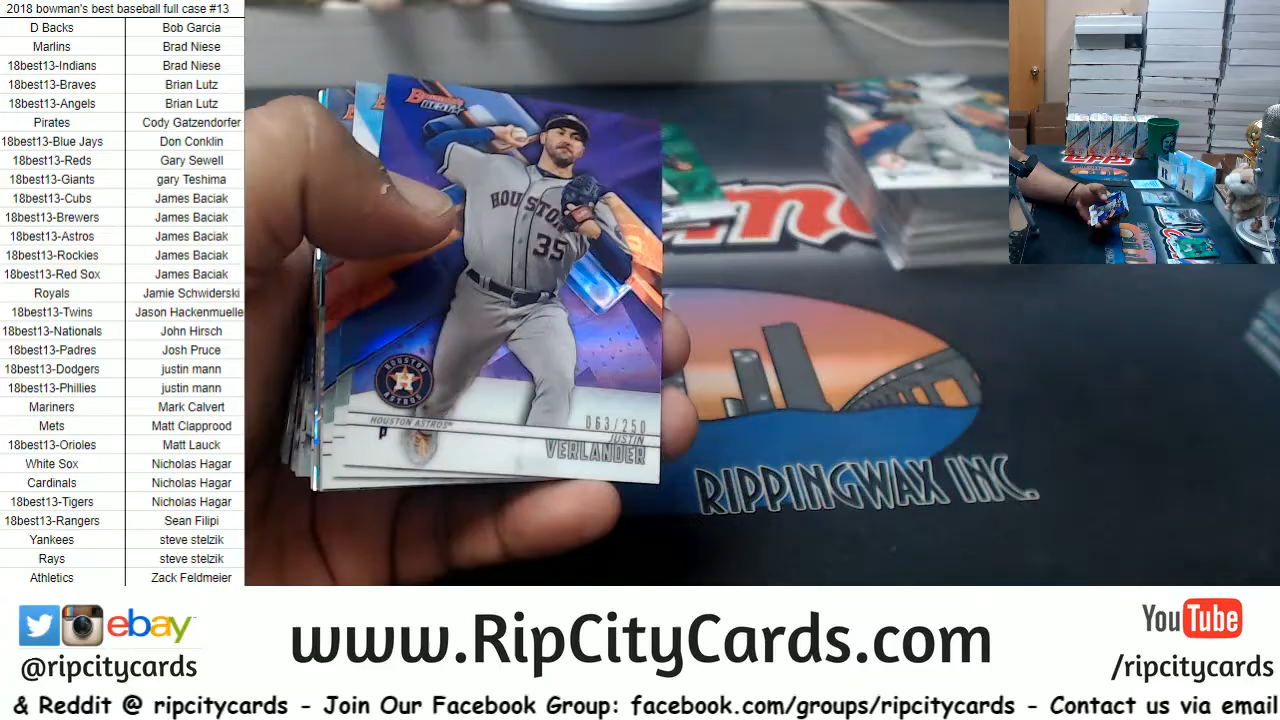 2018 bowman's best baseball full case #13
D Backs Bob Garcia
Marlins Brad Niese
18best13-Indians Brad Niese
18best13-Braves Brian Lutz
18best13-Angels Brian Lutz
Pirates Cody Gatzendorfer
18best13-Blue Jays Don Conklin
18best13-Reds Gary Sewell
18best13-Giants gary Teshima
18best13-Cubs James Baciak
18best13-Brewers James Baciak
18best13-Astros James Baciak
18best13-Rockies James Baciak
18best13-Red Sox James Baciak
Royals Jamie Schwiderski
18best13-Twins Jason Hackenmuelle
18best13-Nationals John Hirsch
18best13-Padres Josh Pruce
18best13-Dodgers justin mann
18best13-Phillies justin mann
Mariners Mark Calvert
Mets Matt Clapprood
18best13-Orioles Matt Lauck
White Sox Nicholas Hagar
Cardinals Nicholas Hagar
18best13-Tigers Nicholas Hagar
18best13-Rangers Sean Filipi
Yankees steve stelzik
Rays steve stelzik
Athletics Zack Feldmeier
HOUSTON
35
HOUSTON
ASTROS
063/250
HOUSTON ASTROS
JUSTIN
P
VERLANDER
RIPPINGWAX INC.
TOPPS
ebay
@ripcitycards
www.RipCityCards.com
YouTube
/ripcitycards
& Reddit @ ripcitycards - Join Our Facebook Group: facebook.com/groups/ripcitycards - Contact us via email